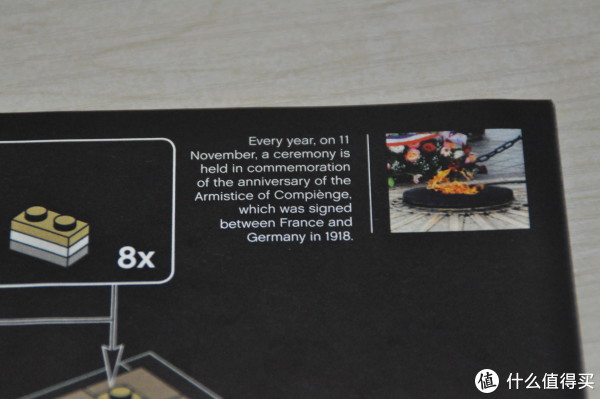 Every year, on 11
November, a ceremony is
held in commemoration
of the anniversary of the
Armistice of Compiènge,
which was signed
between France and
Germany in 1918.
8x
值 什么值得买